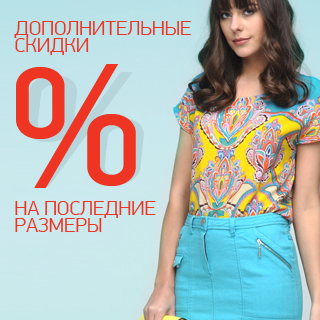 ДОПОЛНИТЕЛЬНЫЕ
СКИДКИ
%
НА ПОСЛЕДНИЕ
РАЗМЕРЫ